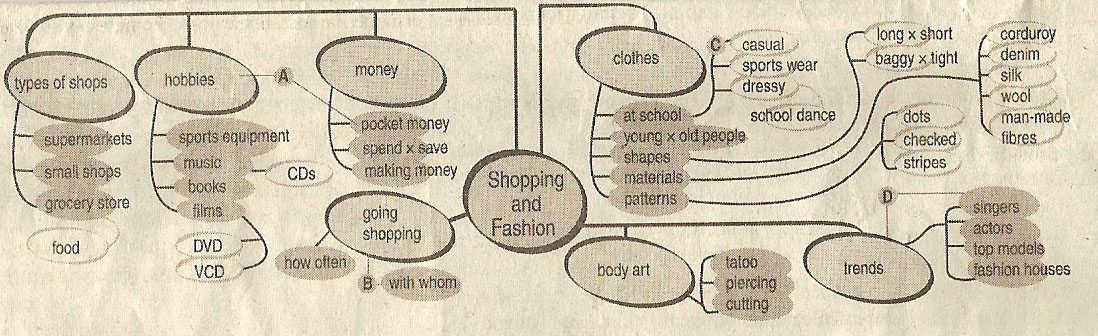 types of shops
supermarkets
small shops
grocery store
food
hobbies
sports equipment
music
CDs
books
films
DVD
VCD
A
money
pocket money
spend × save
making money
going
shopping
how often
B
with whom
Shopping
and
Fashion
clothes
at school
young × old people
shapes
materials
patterns
C
casual
sports wear
dressy
school dance
long × short
baggy × tight
corduroy
denim
silk
wool
man-made
fibres
dots
checked
stripes
body art
tatoo
piercing
cutting
trends
D
singers
actors
top models
fashion houses